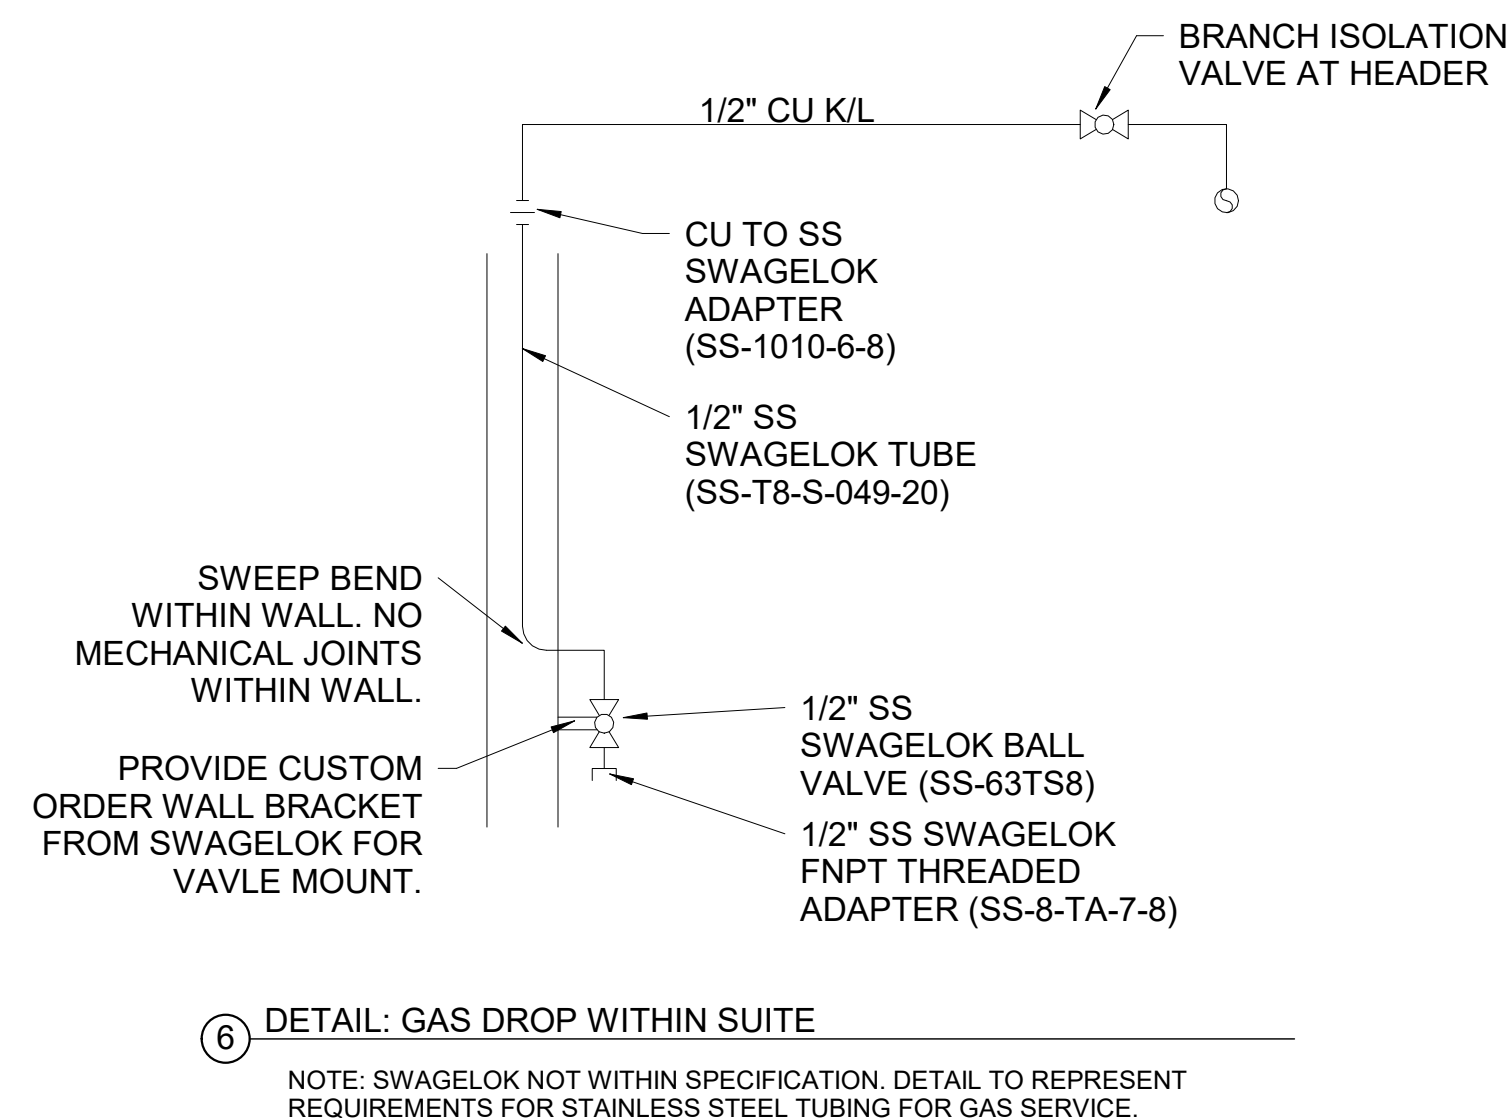 BRANCH ISOLATION
VALVE AT HEADER
1/2" CU K/L
CU TO SS
SWAGELOK
ADAPTER
(SS-1010-6-8)
1/2" SS
SWAGELOK TUBE
(SS-T8-S-049-20)
SWEEP BEND
WITHIN WALL. NO
MECHANICAL JOINTS
WITHIN WALL.
PROVIDE CUSTOM
ORDER WALL BRACKET
FROM SWAGELOK FOR
VAVLE MOUNT.
1/2" SS
SWAGELOK BALL
VALVE (SS-63TS8)
1/2" SS SWAGELOK
FNPT THREADED
ADAPTER (SS-8-TA-7-8)
6 DETAIL: GAS DROP WITHIN SUITE
NOTE: SWAGELOK NOT WITHIN SPECIFICATION. DETAIL TO REPRESENT
REQUIREMENTS FOR STAINLESS STEEL TUBING FOR GAS SERVICE.